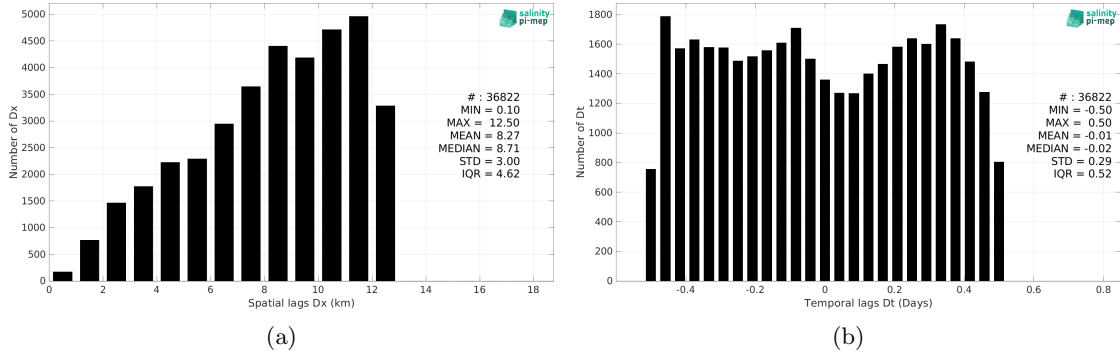 salinity
pi-mep
5000
4500
4000
3500
3000
2500
2000
1500
1000
500
0
Number of Dx
# : 36822
MIN = 0.10
MAX = 12.50
MEAN = 8.27
MEDIAN = 8.71
STD = 3.00
IQR = 4.62
0 2 4 6 8 10 12 14 16 18
Spatial lags Dx (km)
(a)
salinity
pi-mep
1800
1600
1400
1200
1000
800
600
400
200
0
Number of Dt
# : 36822
MIN = -0.50
MAX = 0.50
MEAN = -0.01
MEDIAN = -0.02
STD = 0.29
IQR = 0.52
-0.4 -0.2 0 0.2 0.4 0.6 0.8
Temporal lags Dt (Days)
(b)